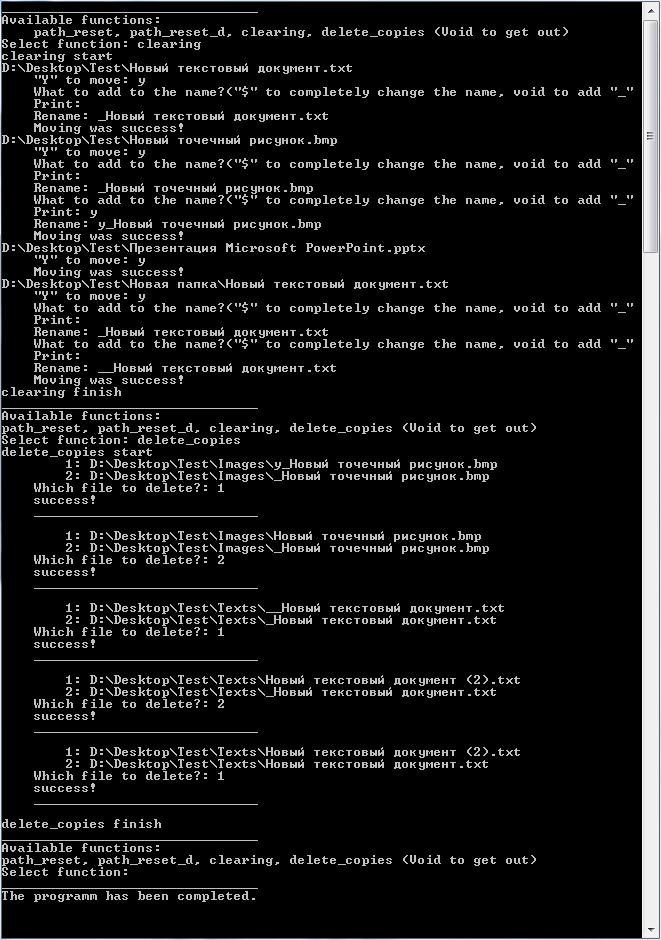 Available functions:
path_reset, path_reset_d, clearing, delete_copies (Void to get out)
Select function: clearing
clearing start
D:\Desktop\Test\Новый текстовый документ.txt
"Y" to move: y
What to add to the name?("$" to completely change the name, void to add "_"
Print:
Rename: _Новый текстовый документ.txt
Moving was success!
D:\Desktop\Test\Новый точечный рисунок.bmp
"Y" to move: y
What to add to the name?("$" to completely change the name, void to add "_"
Print:
Rename: _Новый точечный рисунок.bmp
What to add to the name?("$" to completely change the name, void to add "_"
Print: y
Rename: y_Новый точечный рисунок.bmp
Moving was success!
D:\Desktop\Test\Презентация Microsoft PowerPoint.pptx
"Y" to move: y
Moving was success!
D:\Desktop\Test\Новая папка\Новый текстовый документ.txt
"Y" to move: y
What to add to the name?("$" to completely change the name, void to add "_"
Print:
Rename: _Новый текстовый документ.txt
What to add to the name?("$" to completely change the name, void to add "_"
Print:
Rename: __Новый текстовый документ.txt
Moving was success!
clearing finish
Available functions:
path_reset, path_reset_d, clearing, delete_copies (Void to get out)
Select function: delete_copies
delete_copies start
1: D:\Desktop\Test\Images\y_Новый точечный рисунок.bmp
2: D:\Desktop\Test\Images\_Новый точечный рисунок.bmp
Which file to delete?: 1
success!
1: D:\Desktop\Test\Images\Новый точечный рисунок.bmp
2: D:\Desktop\Test\Images\_Новый точечный рисунок.bmp
Which file to delete?: 2
success!
1: D:\Desktop\Test\Texts\__Новый текстовый документ.txt
2: D:\Desktop\Test\Texts\_Новый текстовый документ.txt
Which file to delete?: 1
success!
1: D:\Desktop\Test\Texts\Новый текстовый документ (2).txt
2: D:\Desktop\Test\Texts\_Новый текстовый документ.txt
Which file to delete?: 2
success!
1: D:\Desktop\Test\Texts\Новый текстовый документ (2).txt
2: D:\Desktop\Test\Texts\Новый текстовый документ.txt
Which file to delete?: 1
success!
delete_copies finish
Available functions:
path_reset, path_reset_d, clearing, delete_copies (Void to get out)
Select function:
The programm has been completed.